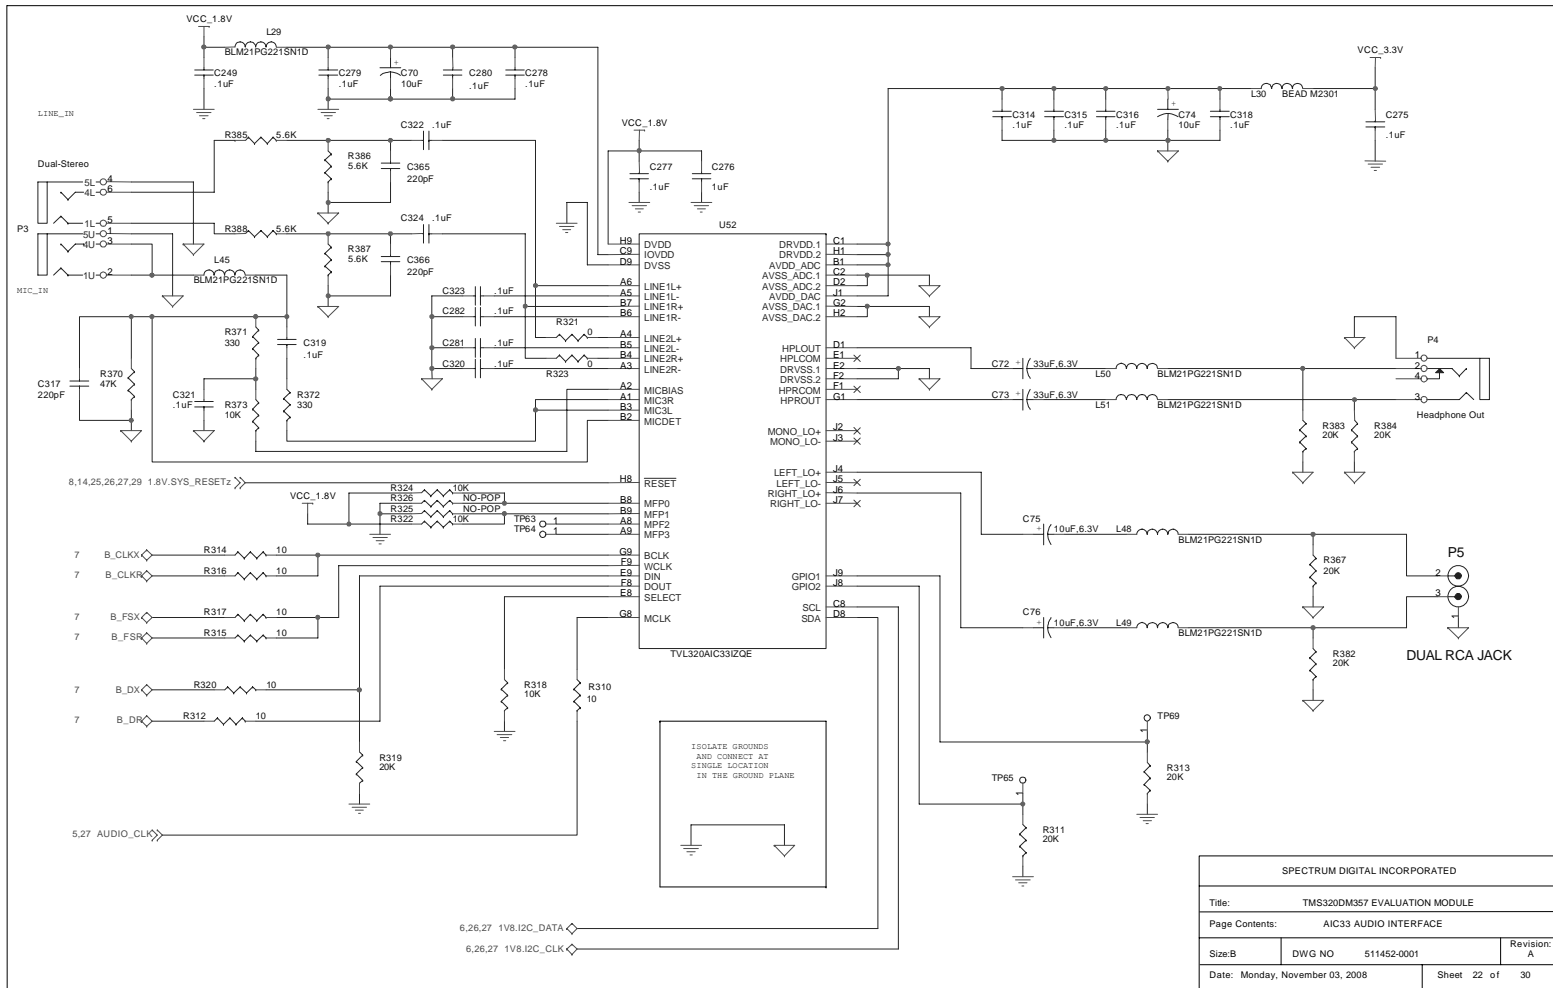 VCC_1.8V
L29
BLM21PG221SN1D
C249
.1uF
C279
.1uF
C70
10uF
C280
.1uF
C278
.1uF
VCC_3.3V
L30
BEAD M2301
C314
.1uF
C315
.1uF
C316
.1uF
C74
10uF
C318
.1uF
C275
.1uF
LINE_IN
Dual-Stereo
P3
5L 4
4L 6
1L 5
5U 1
4U 3
1U 2
MIC_IN
R385 5.6K
R386
5.6K
C322 .1uF
C365
220pF
R388 5.6K
R387
5.6K
C324 .1uF
C366
220pF
VCC_1.8V
C277
.1uF
C276
1uF
L45
BLM21PG221SN1D
C323 .1uF
C282 .1uF
C281 .1uF
C320 .1uF
R321 0
R323 0
C317
220pF
R370
47K
R371
330
C319
.1uF
C321
.1uF
R373
10K
R372
330
U52
H9 DVDD
C9 IOVDD
D9 DVSS
A6 LINE1L+
A5 LINE1L-
B7 LINE1R+
B6 LINE1R-
A4 LINE2L+
B5 LINE2L-
B4 LINE2R+
A3 LINE2R-
A2 MICBIAS
A1 MIC3R
B3 MIC3L
B2 MICDET
H8 RESET
B8 MFP0
B9 MFP1
A8 MPF2
A9 MFP3
G9 BCLK
F9 WCLK
E9 DIN
F8 DOUT
E8 SELECT
G8 MCLK
DRVDD.1 C1
DRVDD.2 H1
AVDD_ADC B1
AVSS_ADC.1 C2
AVSS_ADC.2 D2
AVDD_DAC J1
AVSS_DAC.1 G2
AVSS_DAC.2 H2
HPLOUT D1
HPLCOM E1
DRVSS.1 E2
DRVSS.2 F2
HPRCOM F1
HPROUT G1
MONO_LO+ J2
MONO_LO- J3
LEFT_LO+ J4
LEFT_LO- J5
RIGHT_LO+ J6
RIGHT_LO- J7
GPIO1 J9
GPIO2 J8
SCL C8
SDA D8
TVL320AIC33IZQE
8,14,25,26,27,29 1.8V.SYS_RESETz
VCC_1.8V
R324 10K
R326 NO-POP
R325 NO-POP
R322 10K
TP63 1
TP64 1
7 B_CLKX R314 10
7 B_CLKR R316 10
7 B_FSX R317 10
7 B_FSR R315 10
7 B_DX R320 10
7 B_DR R312 10
R319
20K
R318
10K
R310
10
5,27 AUDIO_CLK
6,26,27 1V8.I2C_DATA
6,26,27 1V8.I2C_CLK
ISOLATE GROUNDS
AND CONNECT AT
SINGLE LOCATION
IN THE GROUND PLANE
C72 + 33uF,6.3V
L50 BLM21PG221SN1D
C73 + 33uF,6.3V
L51 BLM21PG221SN1D
R383
20K
R384
20K
P4
1
2
4
3
Headphone Out
C75
+ 10uF,6.3V L48
BLM21PG221SN1D
R367
20K
C76
+ 10uF,6.3V L49
BLM21PG221SN1D
R382
20K
P5
2
3
1
DUAL RCA JACK
TP69
1
R313
20K
TP65
1
R311
20K
SPECTRUM DIGITAL INCORPORATED
Title: TMS320DM357 EVALUATION MODULE
Page Contents: AIC33 AUDIO INTERFACE
Size:B DWG NO 511452-0001 Revision: A
Date: Monday, November 03, 2008 Sheet 22 of 30